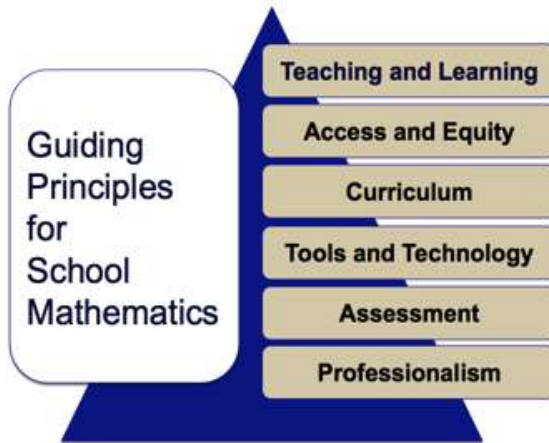 Guiding
Principles
for
School
Mathematics
Teaching and Learning
Access and Equity
Curriculum
Tools and Technology
Assessment
Professionalism